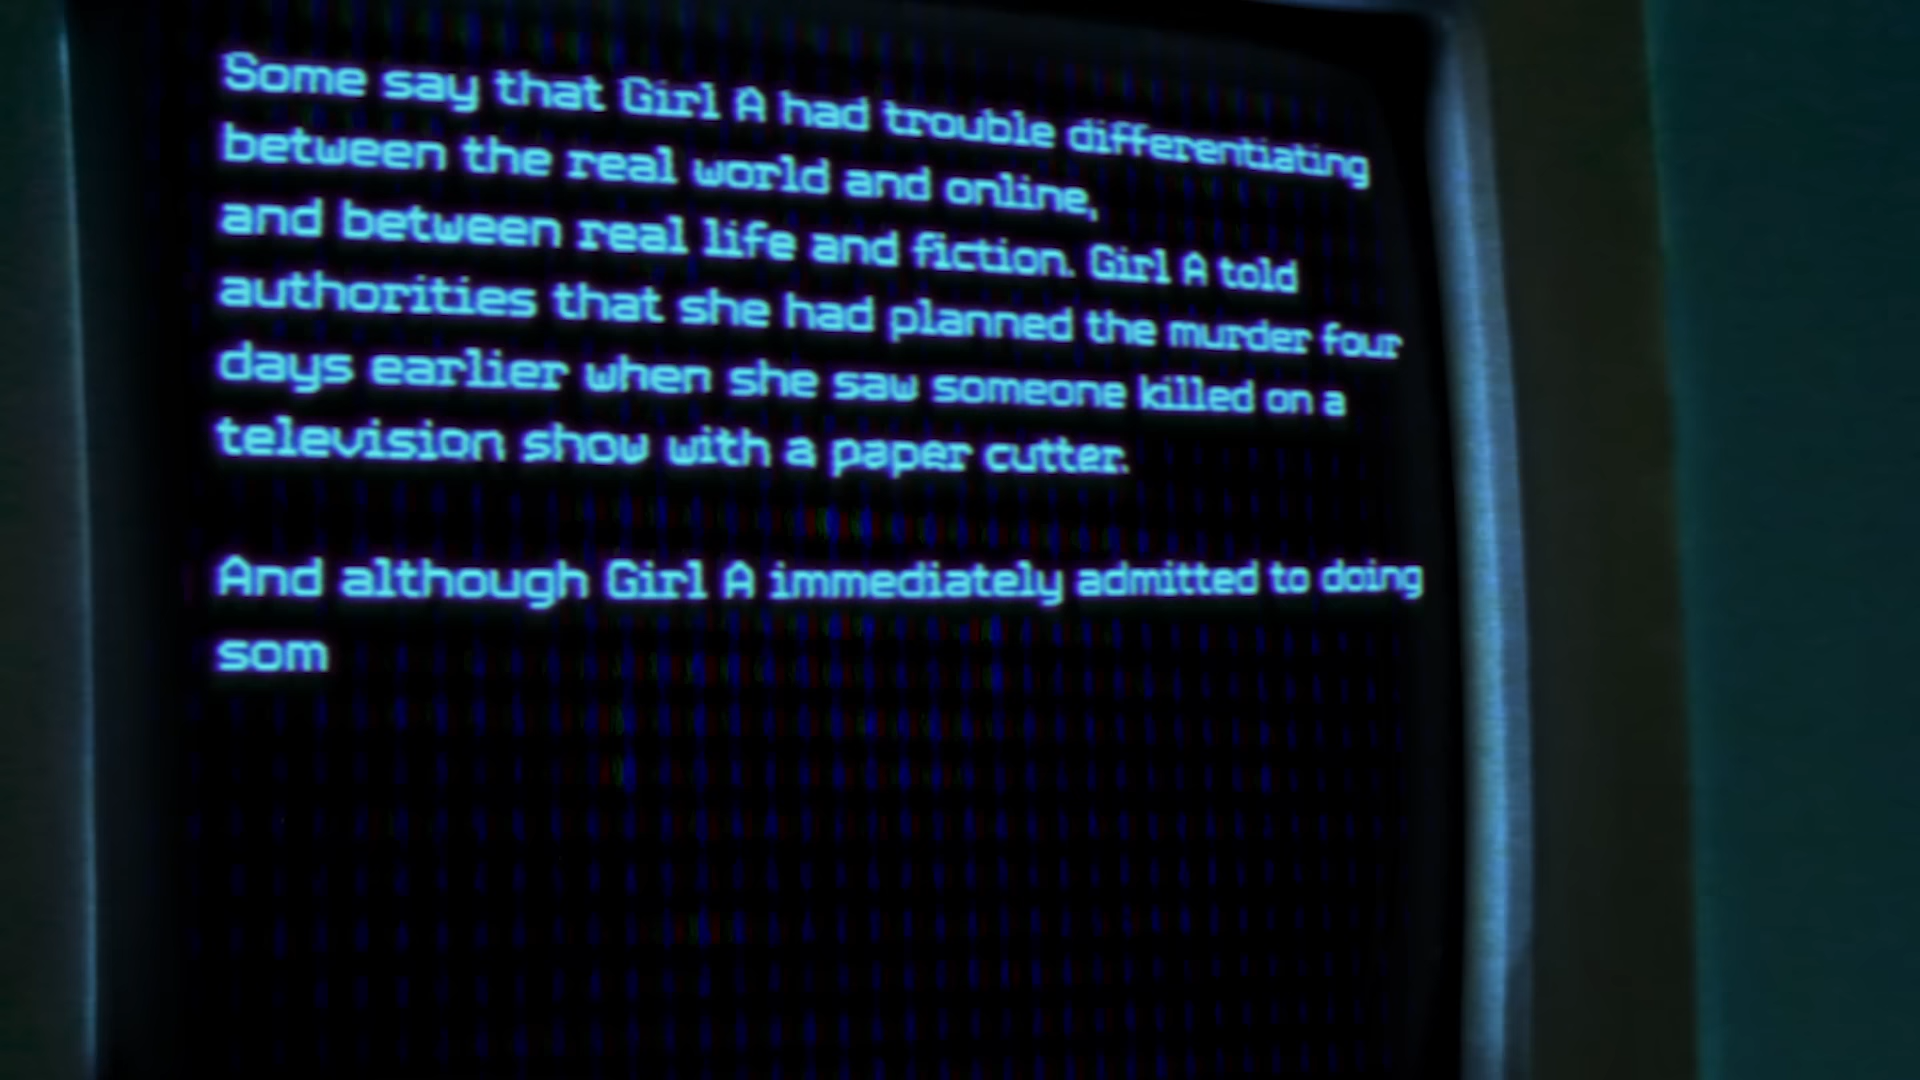 Some say that Girl A had trouble differentiating
between the real world and online,
and between real life and fiction. Girl A told
authorities that she had planned the murder four
days earlier when she saw someone killed on a
television show with a paper cutter.
And although Girl A immediately admitted to doing
som